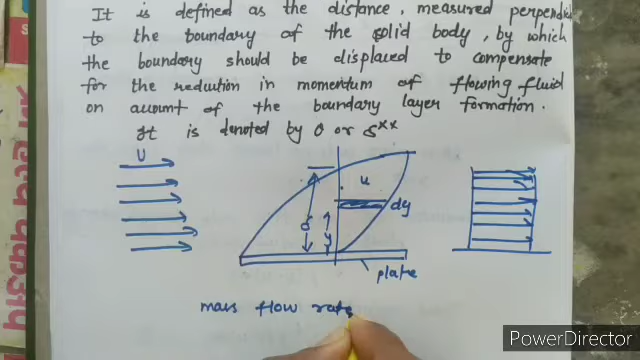 It is defined as the distance, measured perpendic
to the boundary of the solid body, by which
the boundary should be displaced to compensate
for the reduction in momentum of flowing fluid
on amount of the boundary layer formation.
It is denoted by θ or δ**
U
u
dy
δ
y
plate
mass flow rate
PowerDirector